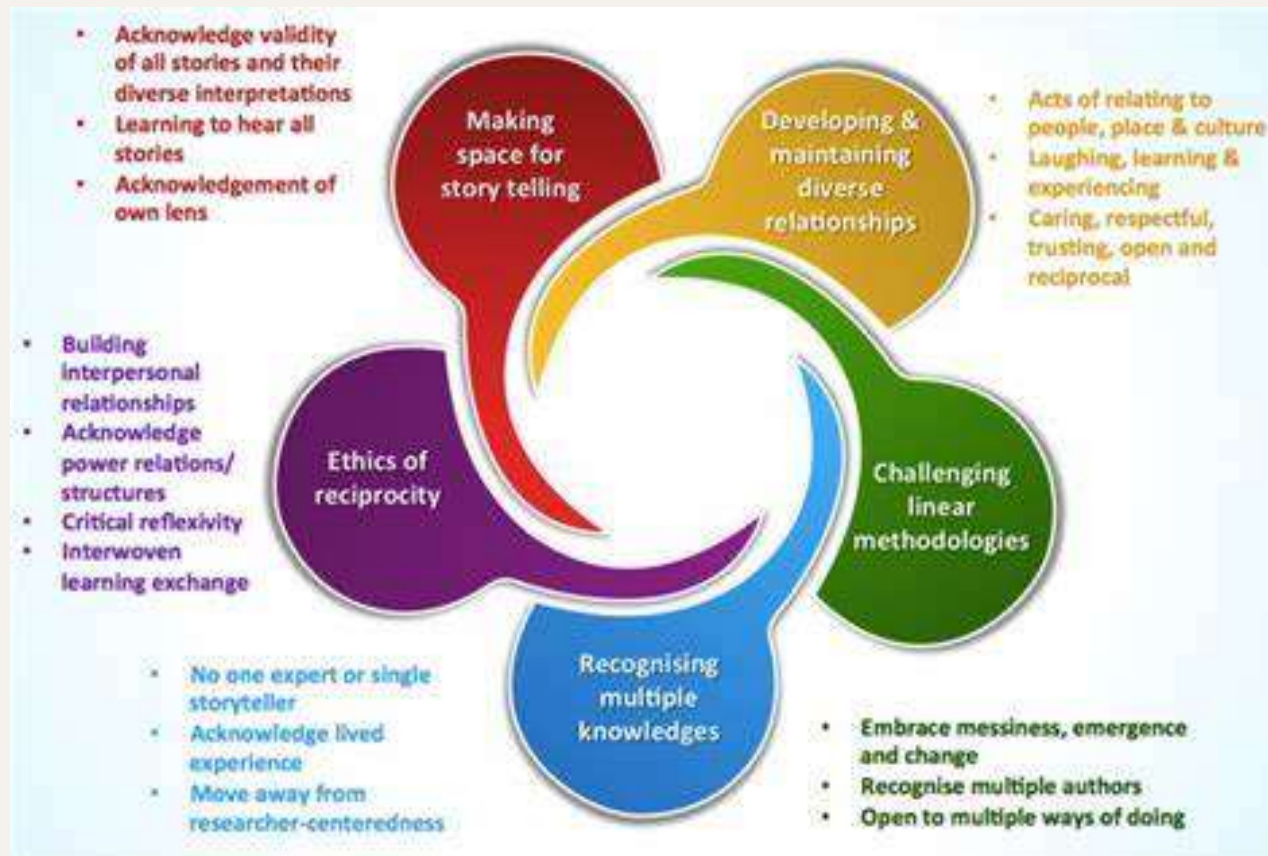 • Acknowledge validity
of all stories and their
diverse interpretations
• Learning to hear all
stories
• Acknowledgement of
own lens
Making
space for
story telling
Developing &
maintaining
diverse
relationships
• Acts of relating to
people, place & culture
• Laughing, learning &
experiencing
• Caring, respectful,
trusting, open and
reciprocal
• Building
interpersonal
relationships
• Acknowledge
power relations/
structures
• Critical reflexivity
• Interwoven
learning exchange
Ethics of
reciprocity
Challenging
linear
methodologies
Recognising
multiple
knowledges
• No one expert or single
storyteller
• Acknowledge lived
experience
• Move away from
researcher-centeredness
• Embrace messiness, emergence
and change
• Recognise multiple authors
• Open to multiple ways of doing